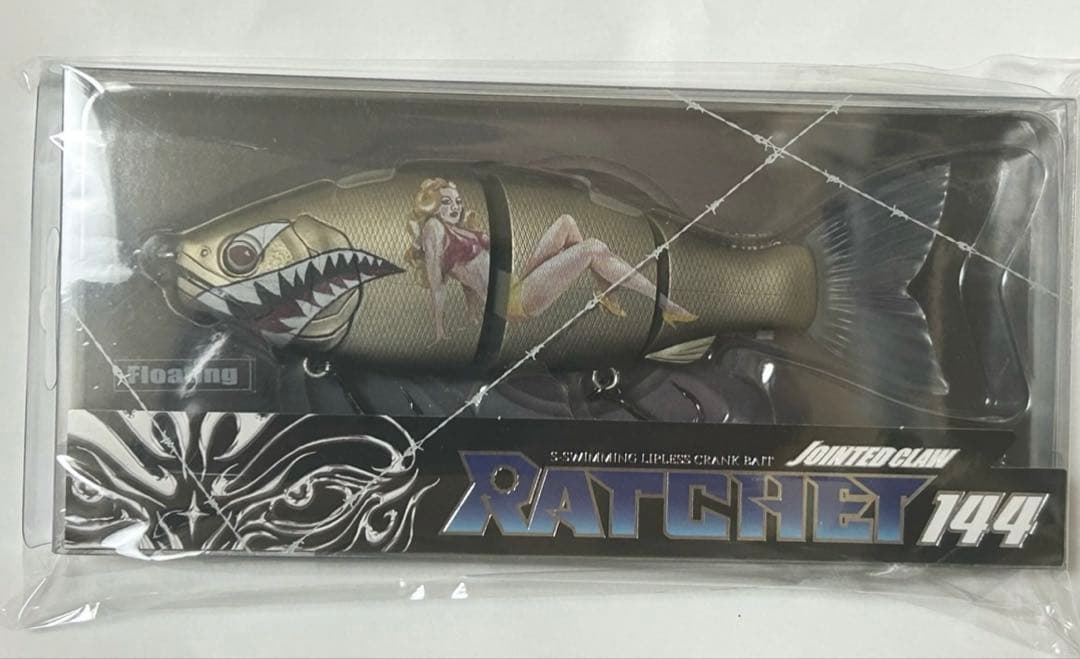 Floating
S-SWIMMING LIPLESS CRANK BAIT
JOINTED CLAW
RATCHET 144